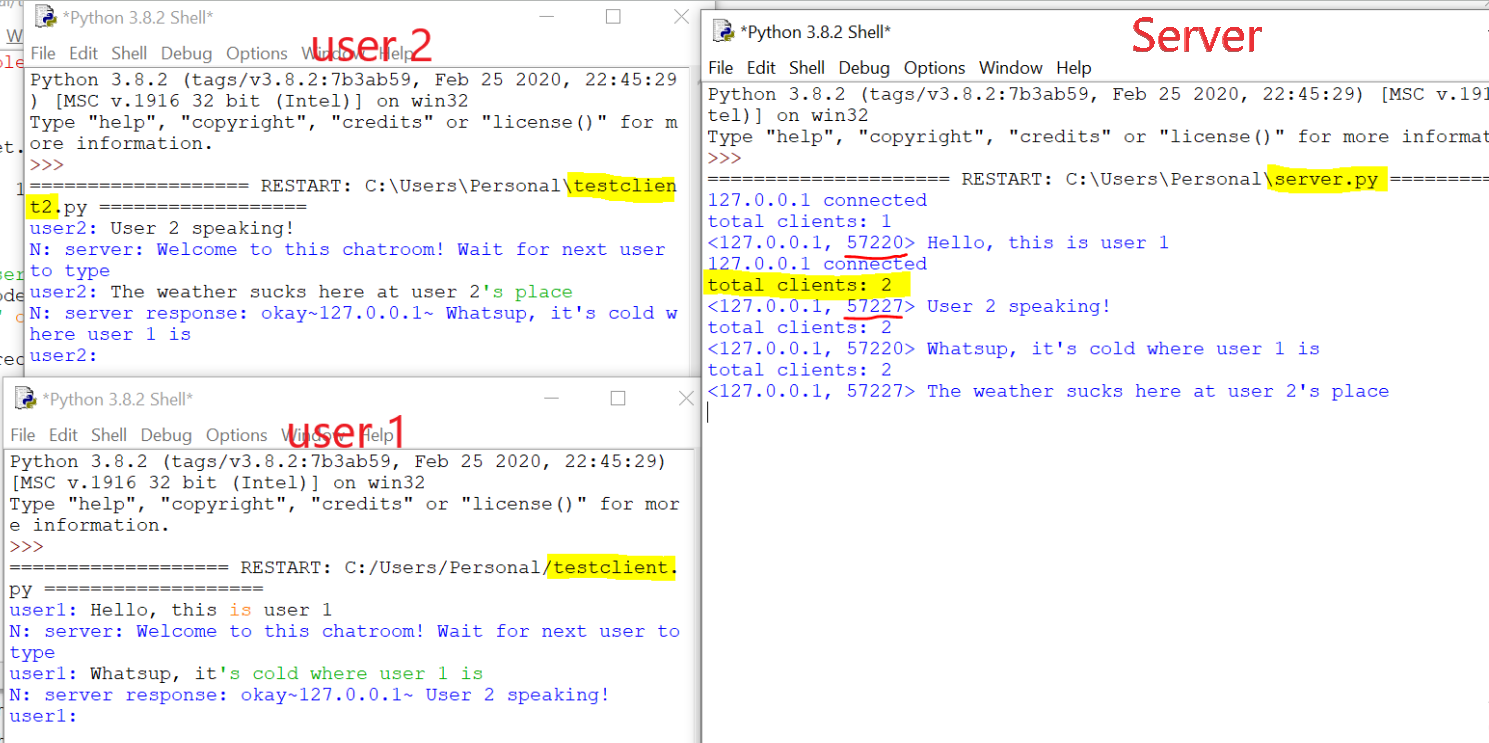 *Python 3.8.2 Shell*
user 2
File Edit Shell Debug Options Window Help
Python 3.8.2 (tags/v3.8.2:7b3ab59, Feb 25 2020, 22:45:29
) [MSC v.1916 32 bit (Intel)] on win32
Type "help", "copyright", "credits" or "license()" for m
ore information.
>>>
=================== RESTART: C:\Users\Personal\testclien
t2.py ==================
user2: User 2 speaking!
N: server: Welcome to this chatroom! Wait for next user
to type
user2: The weather sucks here at user 2's place
N: server response: okay~127.0.0.1~ Whatsup, it's cold w
here user 1 is
user2:
*Python 3.8.2 Shell*
user 1
File Edit Shell Debug Options Window Help
Python 3.8.2 (tags/v3.8.2:7b3ab59, Feb 25 2020, 22:45:29)
[MSC v.1916 32 bit (Intel)] on win32
Type "help", "copyright", "credits" or "license()" for mor
e information.
>>>
=================== RESTART: C:/Users/Personal/testclient.
py ===================
user1: Hello, this is user 1
N: server: Welcome to this chatroom! Wait for next user to
type
user1: Whatsup, it's cold where user 1 is
N: server response: okay~127.0.0.1~ User 2 speaking!
user1:
*Python 3.8.2 Shell*
Server
File Edit Shell Debug Options Window Help
Python 3.8.2 (tags/v3.8.2:7b3ab59, Feb 25 2020, 22:45:29) [MSC v.191
tel)] on win32
Type "help", "copyright", "credits" or "license()" for more informat
>>>
===================== RESTART: C:\Users\Personal\server.py =========
127.0.0.1 connected
total clients: 1
<127.0.0.1, 57220> Hello, this is user 1
127.0.0.1 connected
total clients: 2
<127.0.0.1, 57227> User 2 speaking!
total clients: 2
<127.0.0.1, 57220> Whatsup, it's cold where user 1 is
total clients: 2
<127.0.0.1, 57227> The weather sucks here at user 2's place